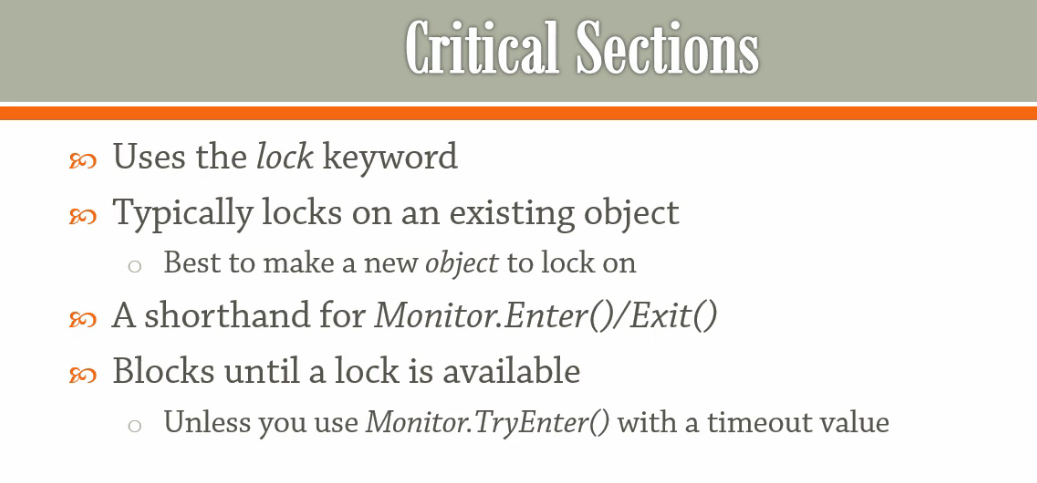 Critical Sections
Uses the lock keyword
Typically locks on an existing object
Best to make a new object to lock on
A shorthand for Monitor.Enter()/Exit()
Blocks until a lock is available
Unless you use Monitor.TryEnter() with a timeout value